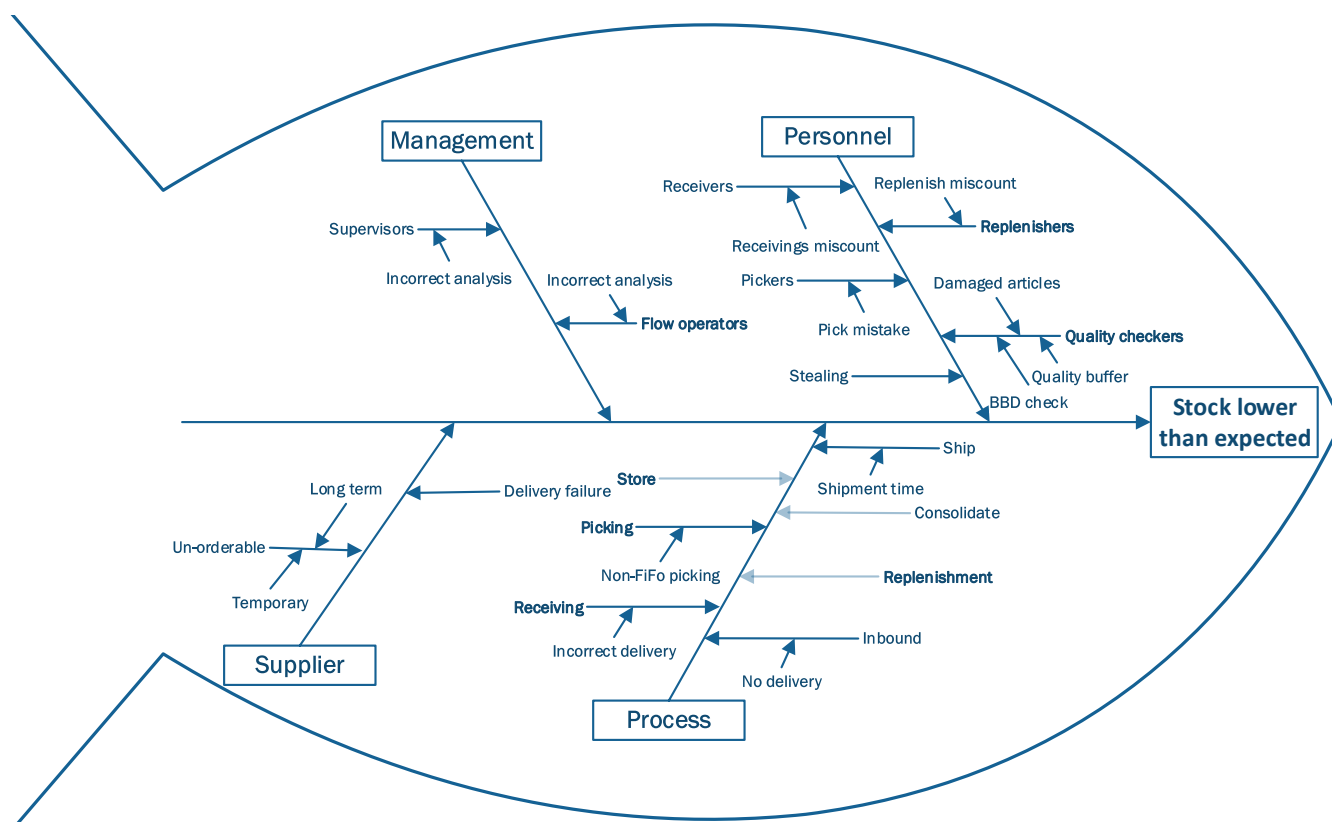 Management
Personnel
Receivers
Replenish miscount
Supervisors
Receivings miscount
Replenishers
Incorrect analysis
Incorrect analysis
Pickers
Damaged articles
Flow operators
Pick mistake
Quality checkers
Stealing
Quality buffer
BBD check
Stock lower
than expected
Ship
Store
Long term
Delivery failure
Shipment time
Consolidate
Picking
Un-orderable
Non-FiFo picking
Replenishment
Temporary
Receiving
Inbound
Incorrect delivery
Supplier
No delivery
Process